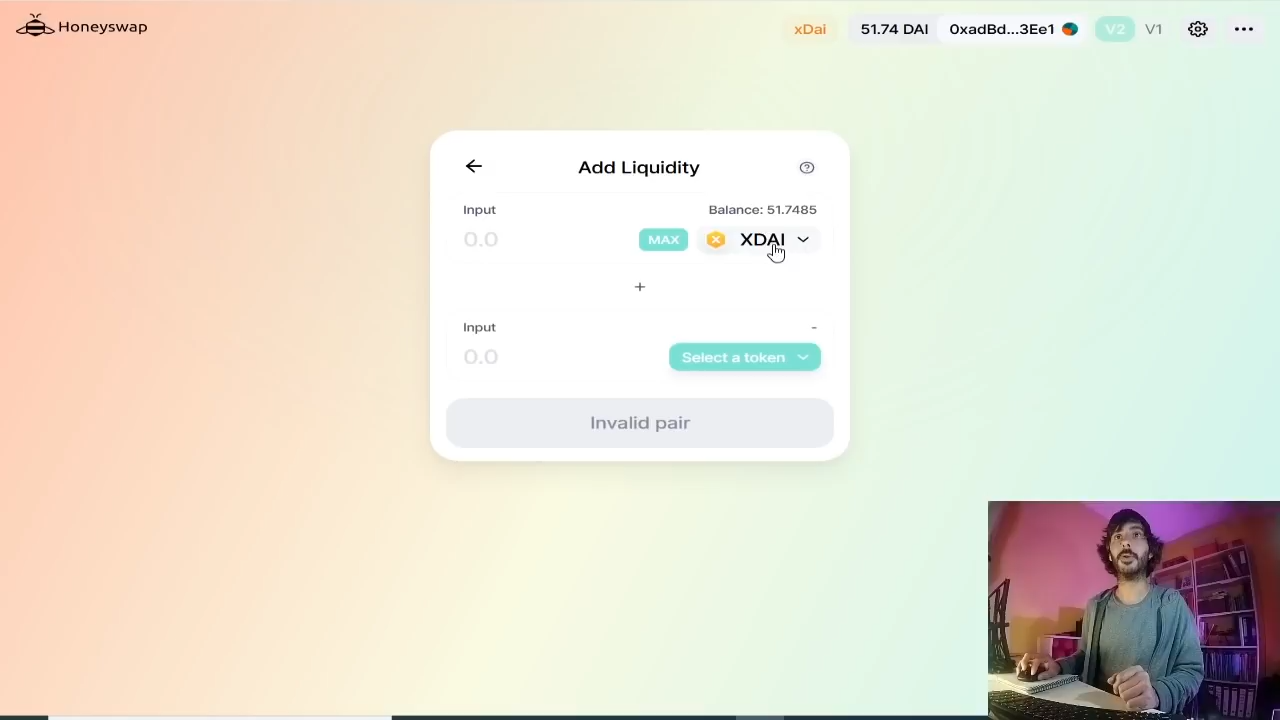 Honeyswap
xDai
51.74 DAI
0xadBd...3Ee1
V2
V1
Add Liquidity
Input
Balance: 51.7485
0.0
MAX
XDAI
+
Input
-
0.0
Select a token
Invalid pair